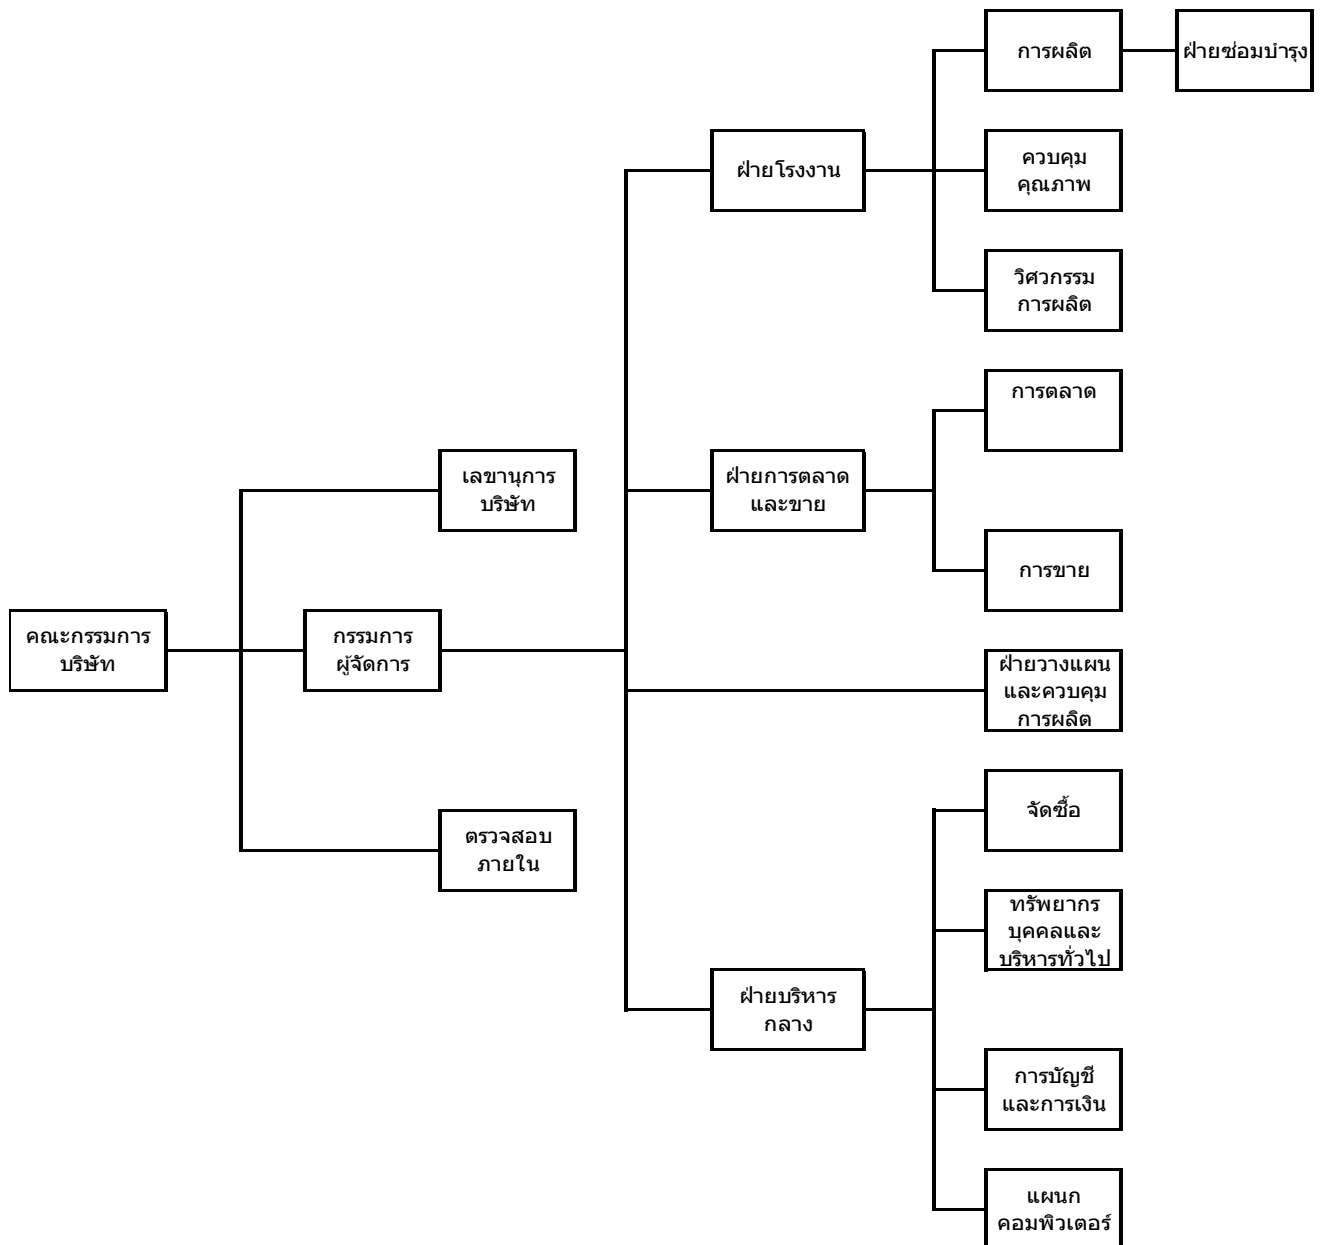 การผลิต
ฝ่ายซ่อมบำรุง
ฝ่ายโรงงาน
ควบคุม
คุณภาพ
วิศวกรรม
การผลิต
การตลาด
เลขานุการ
บริษัท
ฝ่ายการตลาด
และขาย
การขาย
คณะกรรมการ
บริษัท
กรรมการ
ผู้จัดการ
ฝ่ายวางแผน
และควบคุม
การผลิต
จัดซื้อ
ตรวจสอบ
ภายใน
ทรัพยากร
บุคคลและ
บริหารทั่วไป
ฝ่ายบริหาร
กลาง
การบัญชี
และการเงิน
แผนก
คอมพิวเตอร์